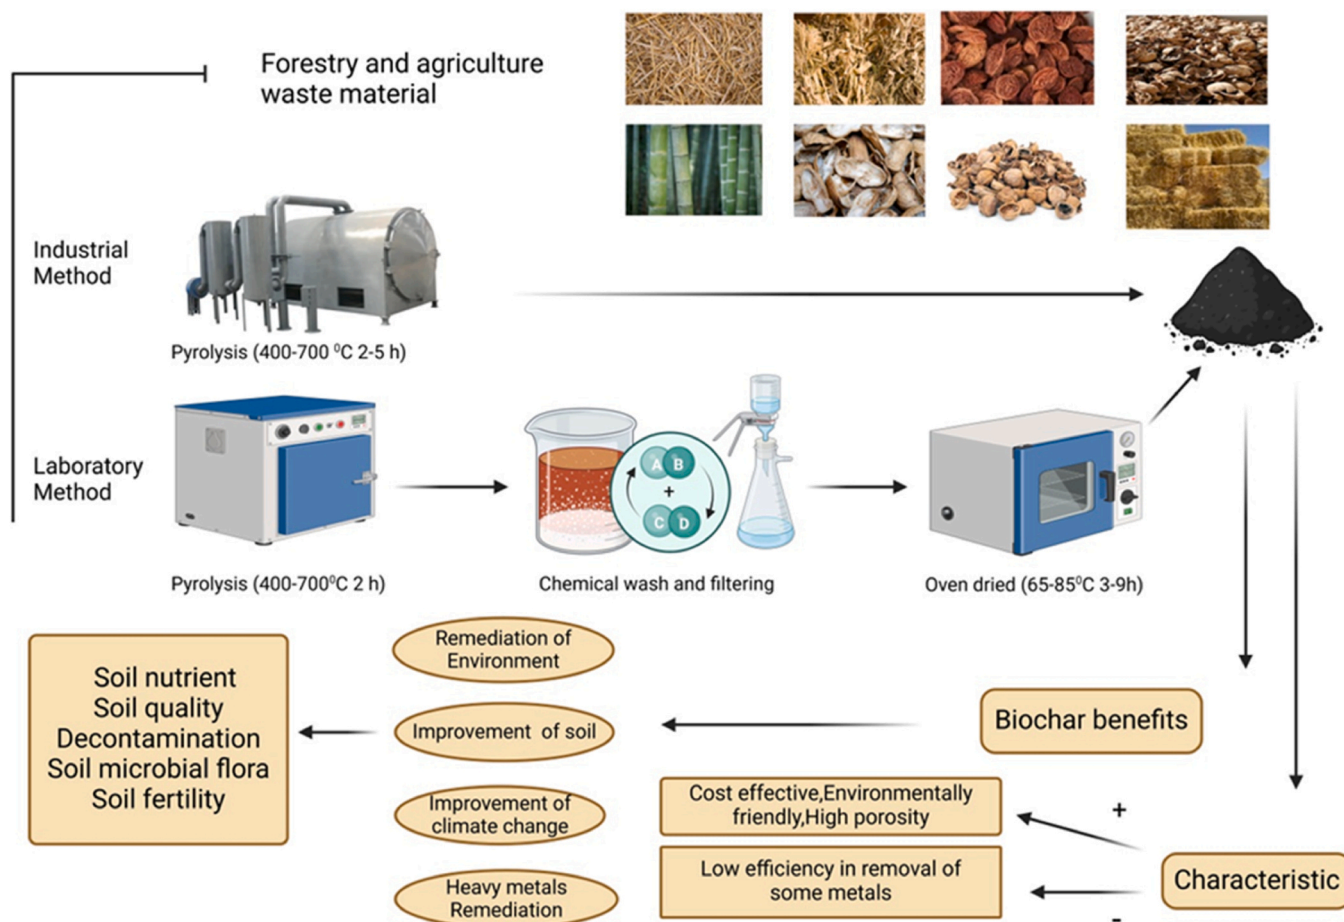 Forestry and agriculture
waste material
Industrial
Method
Pyrolysis (400-700 ⁰C 2-5 h)
Laboratory
Method
A B
+
C D
Pyrolysis (400-700⁰C 2 h)
Chemical wash and filtering
Oven dried (65-85⁰C 3-9h)
Soil nutrient
Soil quality
Decontamination
Soil microbial flora
Soil fertility
Remediation of
Environment
Improvement of soil
Improvement of
climate change
Heavy metals
Remediation
Biochar benefits
Cost effective,Environmentally
friendly,High porosity
Low efficiency in removal of
some metals
+
Characteristic
-